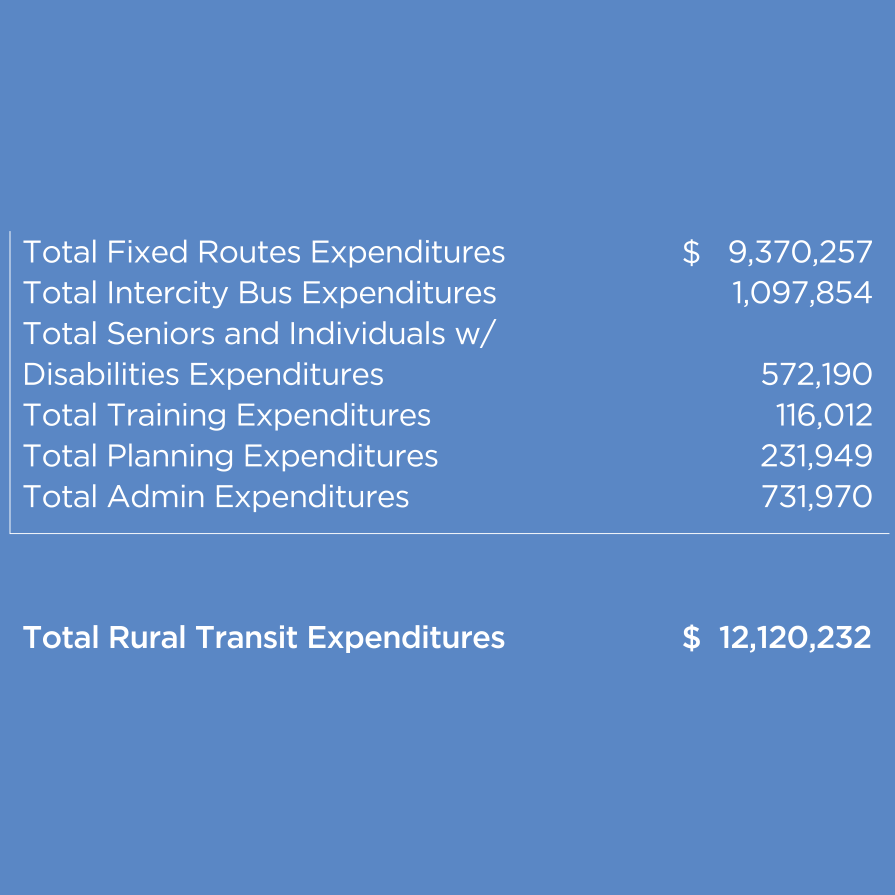 Total Fixed Routes Expenditures $ 9,370,257
Total Intercity Bus Expenditures 1,097,854
Total Seniors and Individuals w/
Disabilities Expenditures 572,190
Total Training Expenditures 116,012
Total Planning Expenditures 231,949
Total Admin Expenditures 731,970
Total Rural Transit Expenditures $ 12,120,232